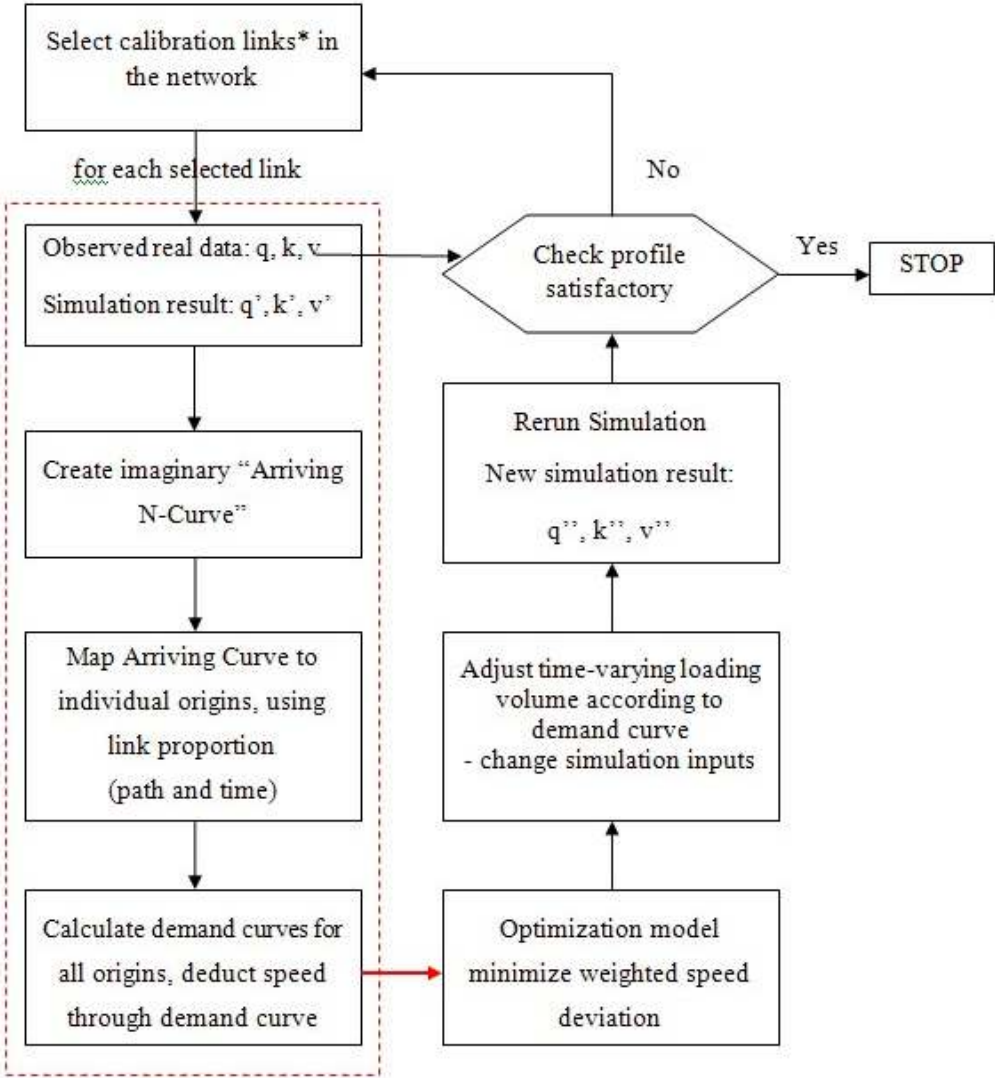 Select calibration links* in
the network
for each selected link
Observed real data: q, k, v
Simulation result: q’, k’, v’
Create imaginary “Arriving
N-Curve”
Map Arriving Curve to
individual origins, using
link proportion
(path and time)
Calculate demand curves for
all origins, deduct speed
through demand curve
Optimization model
minimize weighted speed
deviation
Adjust time-varying loading
volume according to
demand curve
- change simulation inputs
Rerun Simulation
New simulation result:
q’’, k’’, v’’
Check profile
satisfactory
No
Yes
STOP